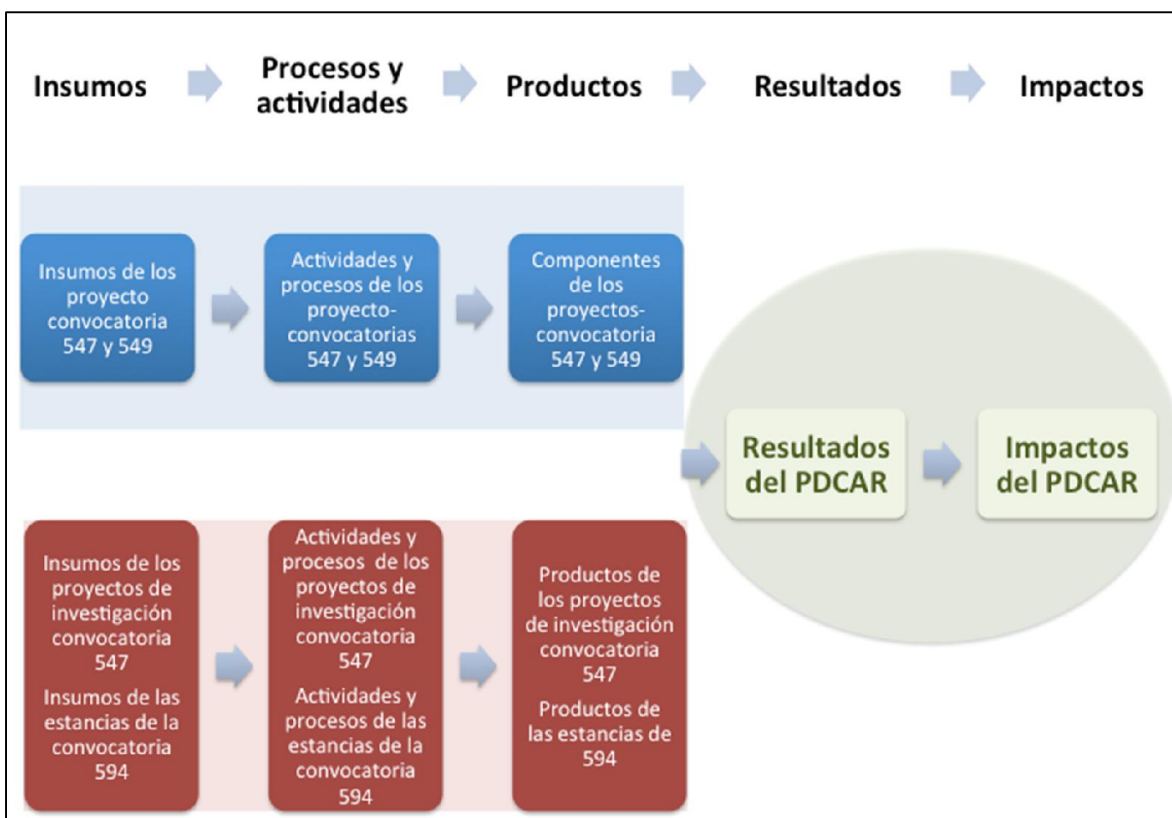 Insumos
Procesos y
actividades
Productos
Resultados
Impactos
Insumos de los
proyecto
convocatoria
547 y 549
Actividades y
procesos de los
proyecto-
convocatorias
547 y 549
Componentes
de los
proyectos-
convocatoria
547 y 549
Resultados
del PDCAR
Impactos
del PDCAR
Insumos de los
proyectos de
investigación
convocatoria
547
Insumos de las
estancias de la
convocatoria
594
Actividades y
procesos de los
proyectos de
investigación
convocatoria
547
Actividades y
procesos de las
estancias de la
convocatoria
594
Productos de
los proyectos
de investigación
convocatoria
547
Productos de
las estancias de
594